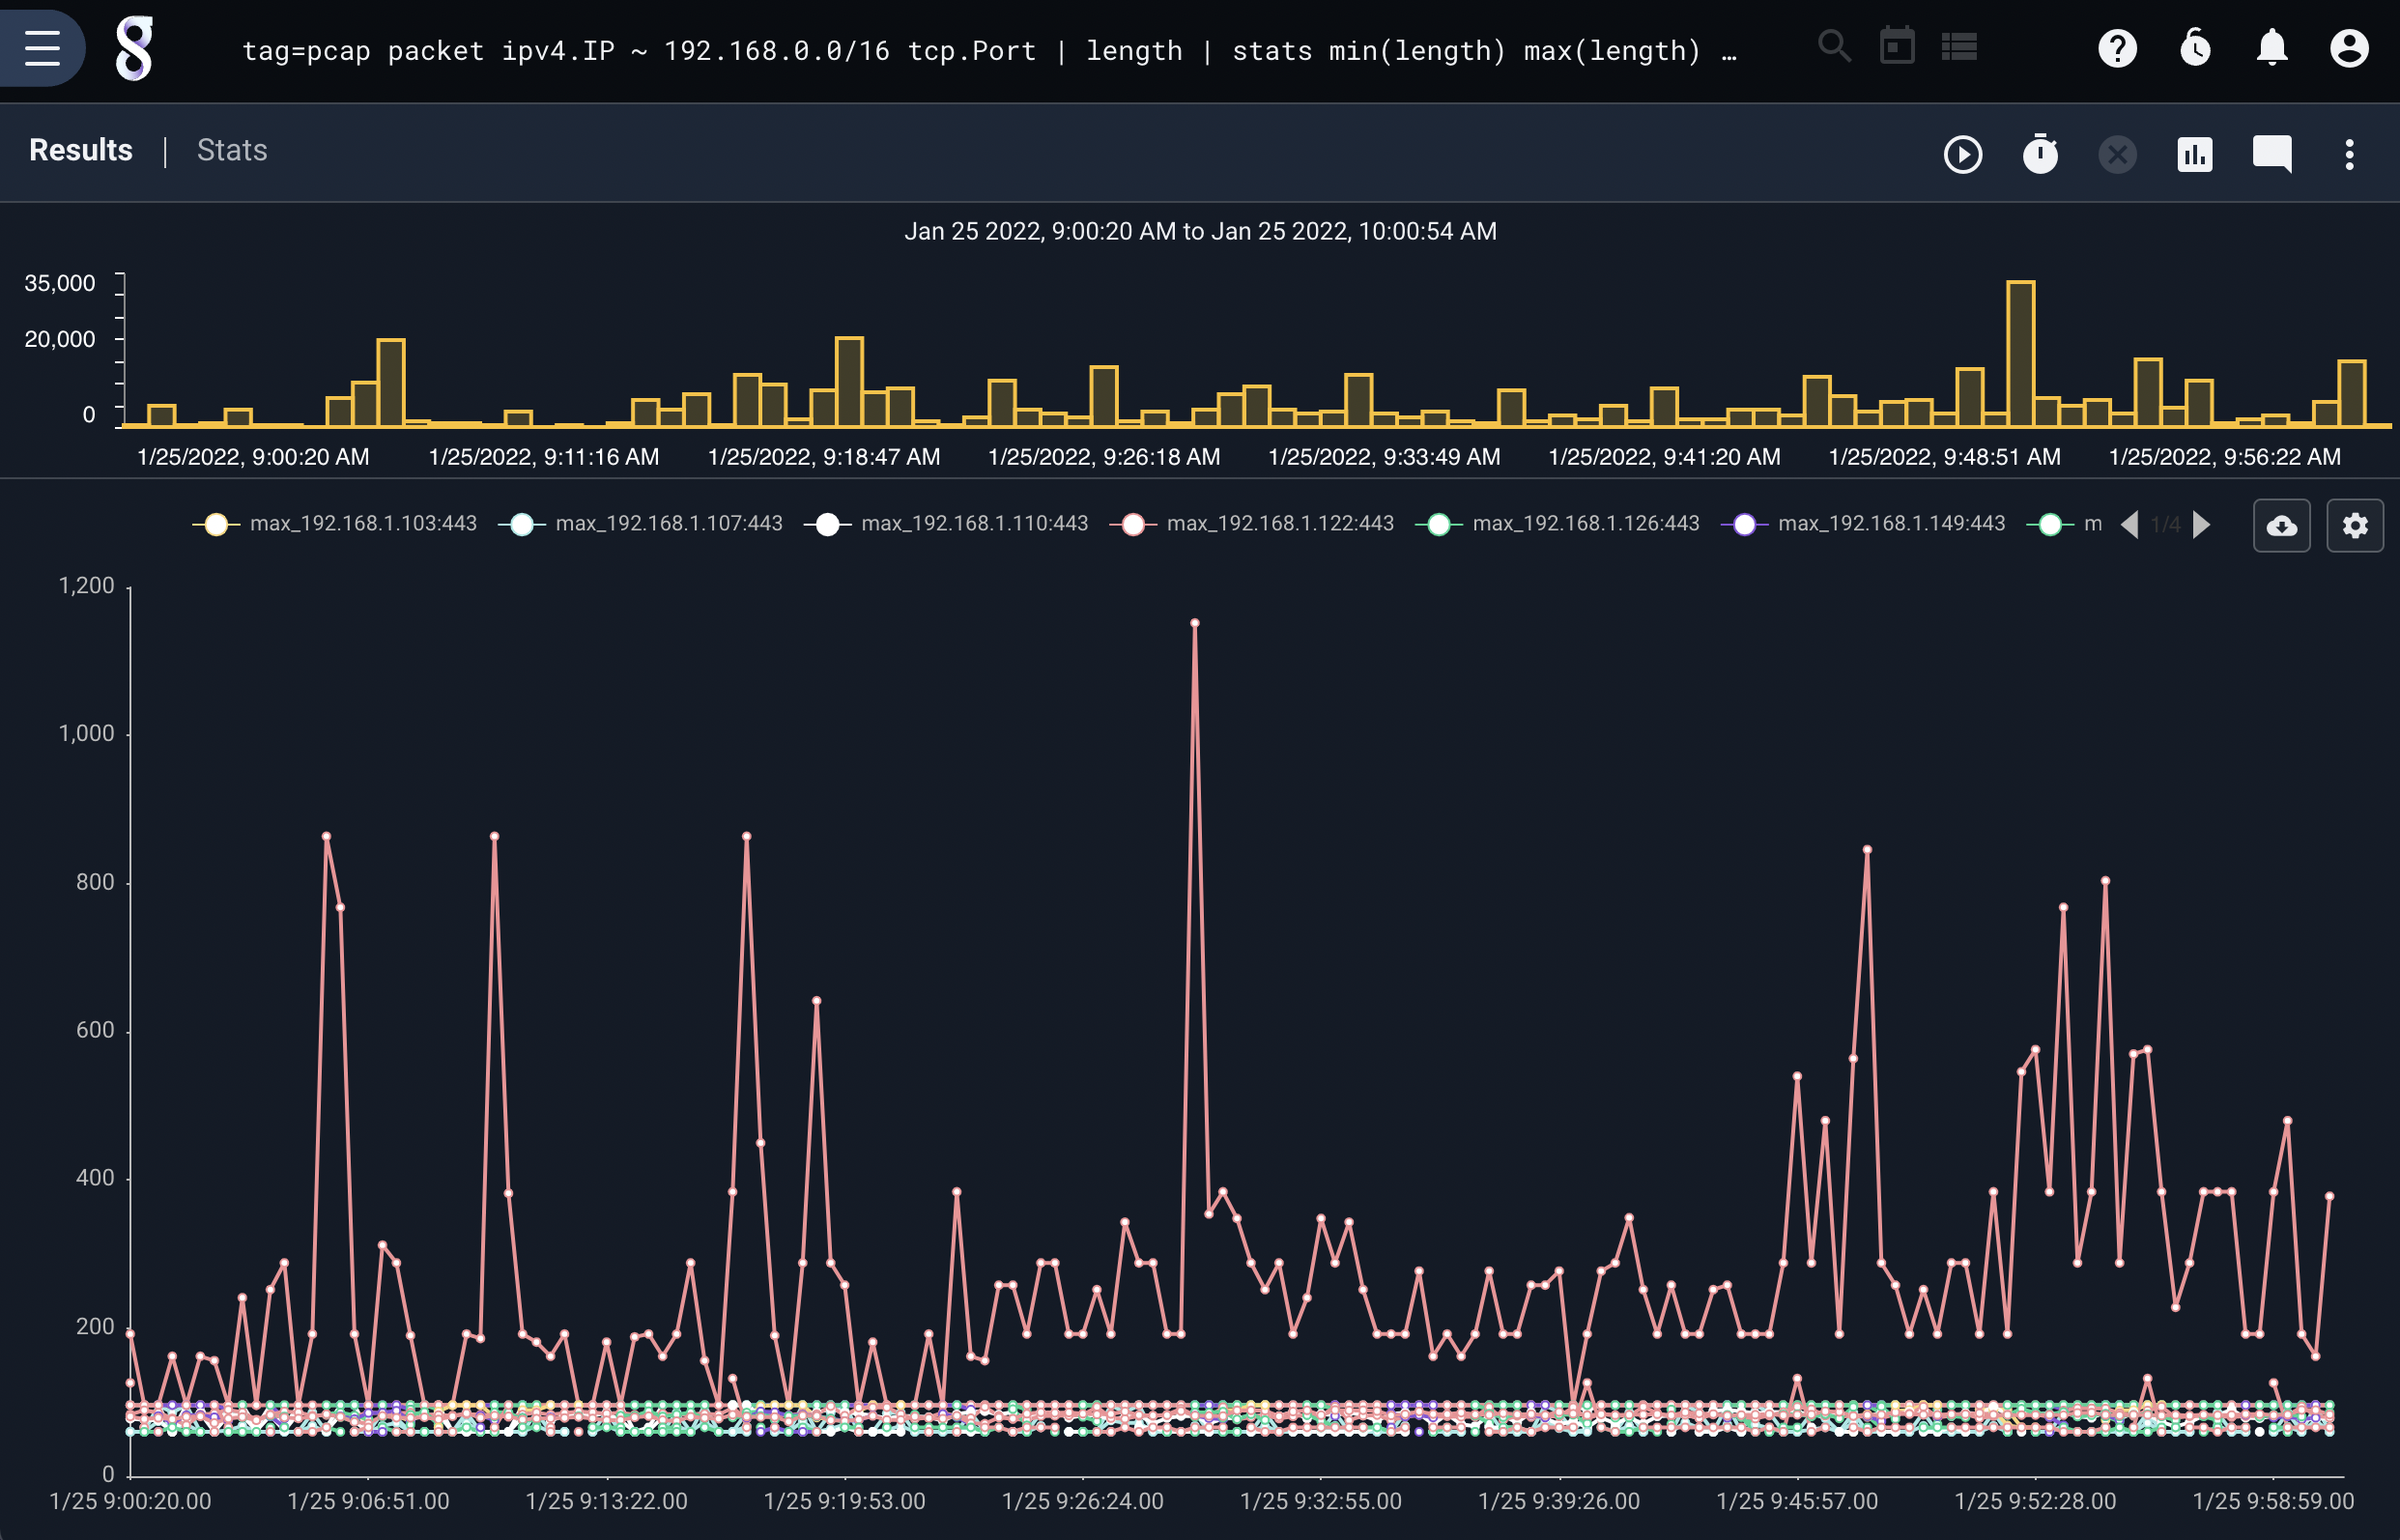 tag=pcap packet ipv4.IP ~ 192.168.0.0/16 tcp.Port | length | stats min(length) max(length) …
Results | Stats
Jan 25 2022, 9:00:20 AM to Jan 25 2022, 10:00:54 AM
35,000
20,000
0
1/25/2022, 9:00:20 AM 1/25/2022, 9:11:16 AM 1/25/2022, 9:18:47 AM 1/25/2022, 9:26:18 AM 1/25/2022, 9:33:49 AM 1/25/2022, 9:41:20 AM 1/25/2022, 9:48:51 AM 1/25/2022, 9:56:22 AM
max_192.168.1.103:443 max_192.168.1.107:443 max_192.168.1.110:443 max_192.168.1.122:443 max_192.168.1.126:443 max_192.168.1.149:443 m 1/4
1,200
1,000
800
600
400
200
0
1/25 9:00:20.00 1/25 9:06:51.00 1/25 9:13:22.00 1/25 9:19:53.00 1/25 9:26:24.00 1/25 9:32:55.00 1/25 9:39:26.00 1/25 9:45:57.00 1/25 9:52:28.00 1/25 9:58:59.00